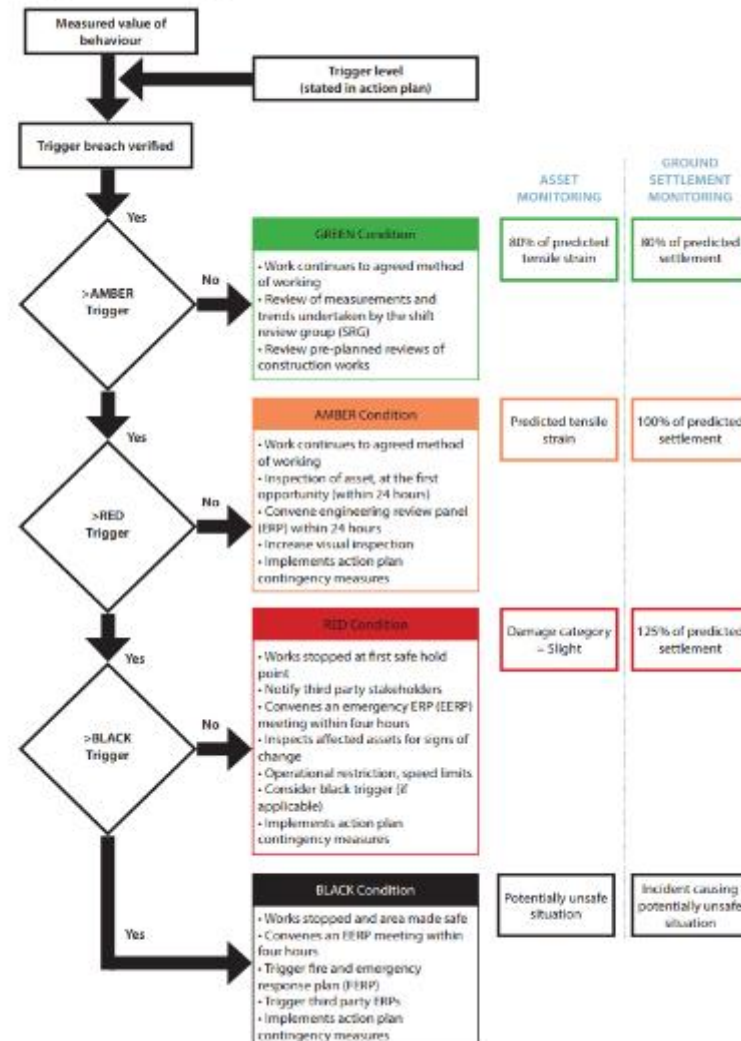 Measured value of
behaviour
Trigger level
(stated in action plan)
Trigger breach verified
Yes
>AMBER
Trigger
No
GREEN Condition
• Work continues to agreed method
of working
• Review of measurements and
trends undertaken by the shift
review group (SRG)
• Review pre-planned reviews of
construction works
ASSET
MONITORING
80% of predicted
tensile strain
GROUND
SETTLEMENT
MONITORING
80% of predicted
settlement
Yes
>RED
Trigger
No
AMBER Condition
• Work continues to agreed method
of working
• Inspection of asset, at the first
opportunity (within 24 hours)
• Convene engineering review panel
(ERP) within 24 hours
• Increase visual inspection
• Implements action plan
contingency measures
Predicted tensile
strain
100% of predicted
settlement
Yes
>BLACK
Trigger
No
RED Condition
• Works stopped at first safe hold
point
• Notify third party stakeholders
• Convenes an emergency ERP (EERP)
meeting within four hours
• Inspects affected assets for signs of
change
• Operational restriction, speed limits
• Consider black trigger (if
applicable)
• Implements action plan
contingency measures
Damage category
– Slight
125% of predicted
settlement
Yes
BLACK Condition
• Works stopped and area made safe
• Convenes an EERP meeting within
four hours
• Trigger fire and emergency
response plan (FERP)
• Trigger third party ERPs
• Implements action plan
contingency measures
Potentially unsafe
situation
Incident causing
potentially unsafe
situation